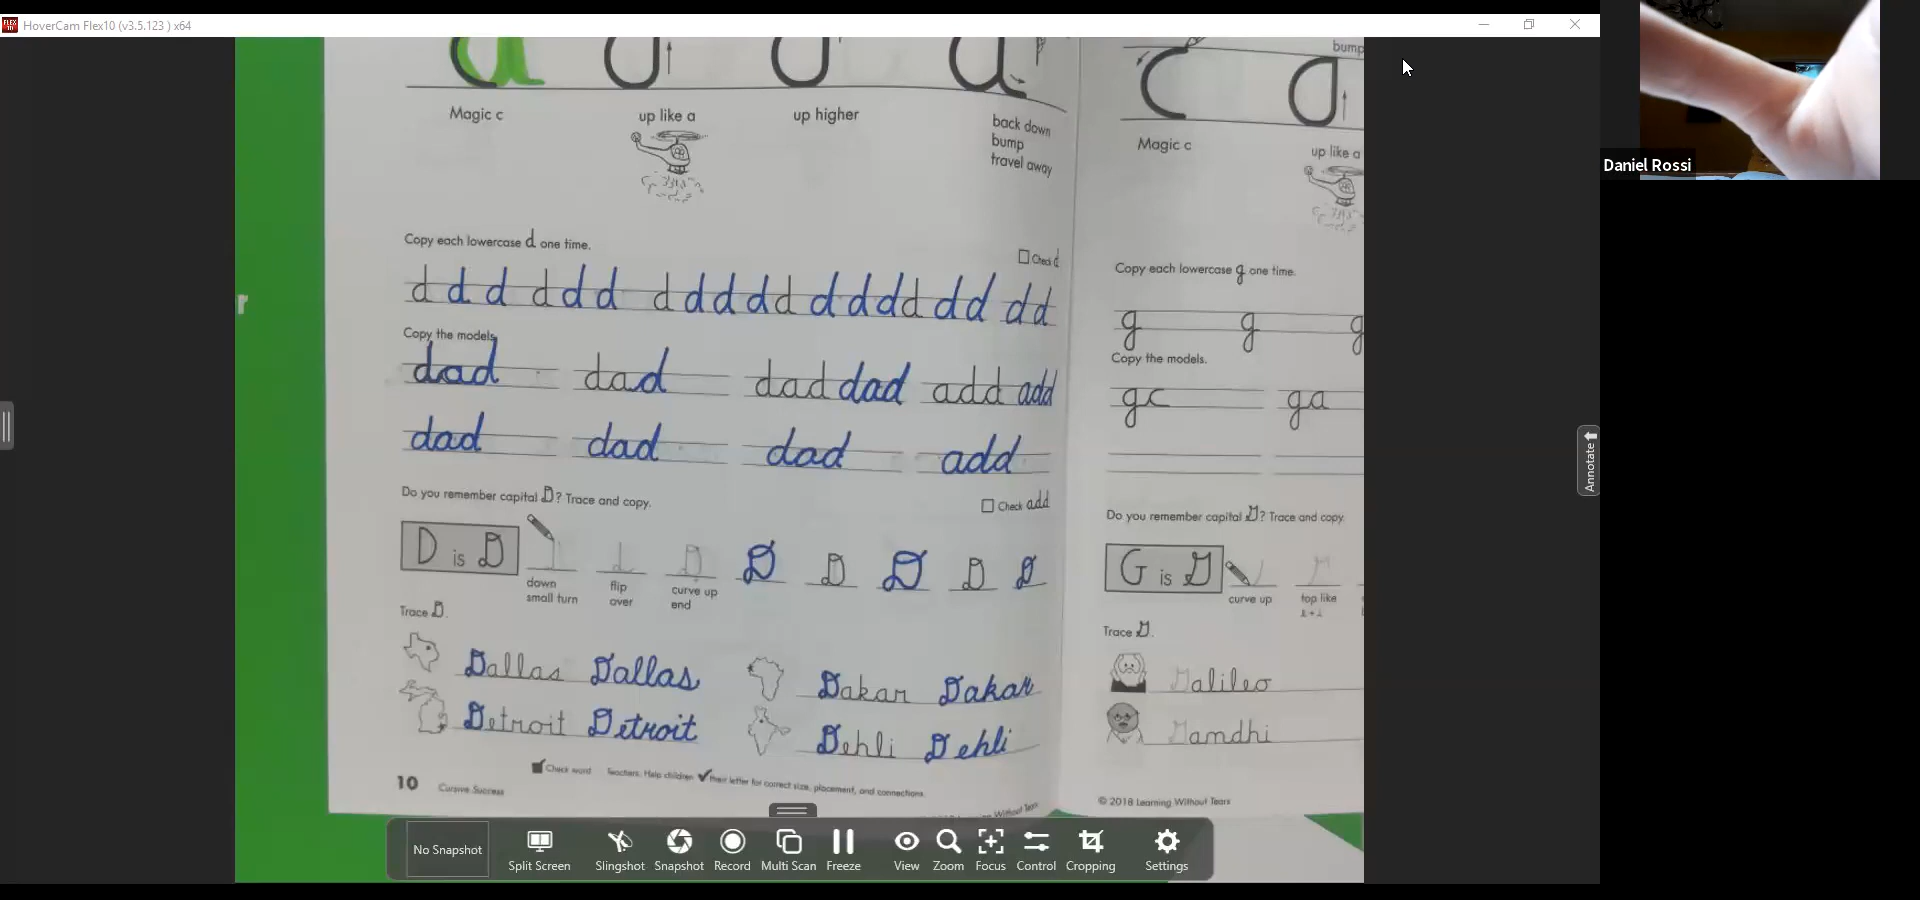 HoverCam Flex10 (v3.5.123 ) x64
Daniel Rossi
Magic c
up like a
up higher
back down
bump
travel away
Copy each lowercase d one time.
Check d
d d d d d d d d d d d d d d d d d d d d
Copy the models.
dad dad dad dad add add
dad dad dad add
Do you remember capital D? Trace and copy.
Check add
D is D
down
small turn
flip
over
curve up
end
D D D D D
Trace D.
Dallas Dallas
Dakar Dakar
Detroit Detroit
Dehli Dehli
Check word Teachers: Help children ✓ their letter for correct size, placement, and connections.
10 Cursive Success
Without Tears
bump
Magic c
up like a
Copy each lowercase g one time.
g g g
Copy the models.
gc ga
Do you remember capital G? Trace and copy
G is G
curve up
top like
Trace G.
Galileo
Gandhi
© 2018 Learning Without Tears
Annotate
No Snapshot
Split Screen
Slingshot
Snapshot
Record
Multi Scan
Freeze
View
Zoom
Focus
Control
Cropping
Settings